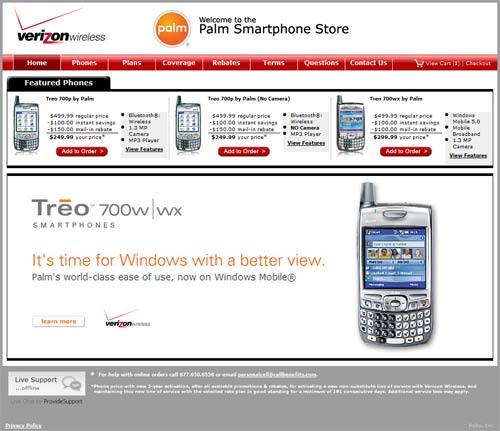 verizonwireless
palm
Welcome to the
Palm Smartphone Store
Home Phones Plans Coverage Rebates Terms Questions Contact Us View Cart (1) | Checkout
Featured Phones
Treo 700p by Palm
$499.99 regular price
-$100.00 instant savings
-$150.00 mail-in rebate
$249.99 your price*
Add to Order >
Bluetooth®:
Wireless
1.3 MP
Camera
MP3 Player
View Features
Treo 700p by Palm (No Camera)
$499.99 regular price
-$100.00 instant savings
-$150.00 mail-in rebate
$249.99 your price*
Add to Order >
Bluetooth®:
Wireless
NO Camera
MP3 Player
View Features
Treo 700wx by Palm
$499.99 regular price
-$100.00 instant savings
-$150.00 mail-in rebate
$249.99 your price*
Add to Order >
Windows
Mobile 5.0
Mobile
Broadband
1.3 MP
Camera
View Features
Trēo™ 700w|wx
SMARTPHONES
It's time for Windows with a better view.
Palm's world-class ease of use, now on Windows Mobile®
learn more
verizonwireless
Live Support
...offline
Live Chat by ProvideSupport
For help with online orders call 877.650.6556 or email personalcell@cellbenefits.com.
*Phone price with new 2-year activation, after all available promotions & rebates, for activating a new non-substitute line of service with Verizon Wireless, and
maintaining this new line of service with the selected rate plan in good standing for a minimum of 181 consecutive days. Additional service fees may apply.
Privacy Policy
Palm, Inc.